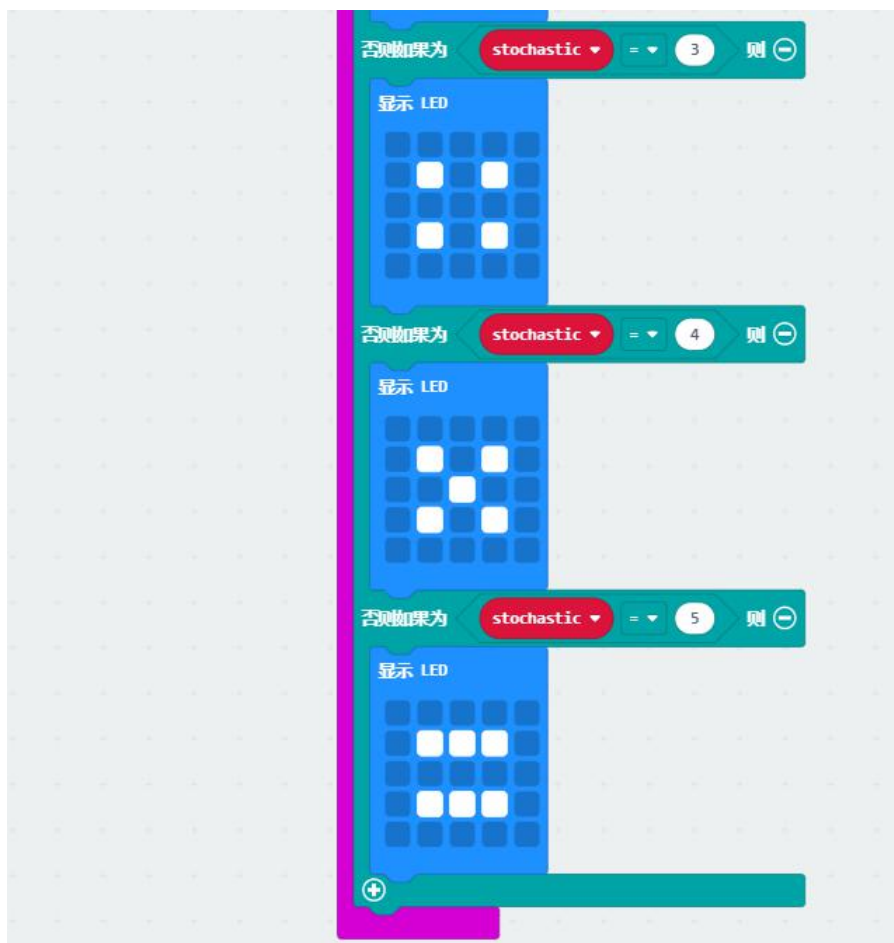 否则如果为 stochastic = 3 则
显示 LED
否则如果为 stochastic = 4 则
显示 LED
否则如果为 stochastic = 5 则
显示 LED